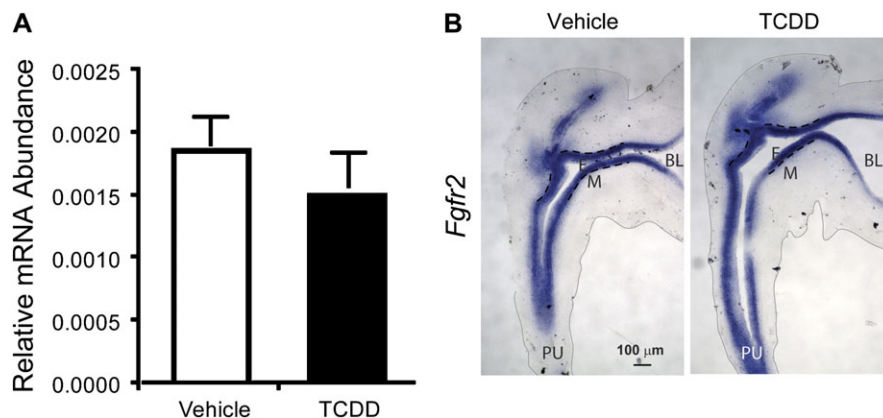 A
Relative mRNA Abundance
0.0025
0.0020
0.0015
0.0010
0.0005
0.0000
Vehicle
TCDD
B
Vehicle
TCDD
Fgfr2
E
M
BL
PU
100 µm
E
M
BL
PU